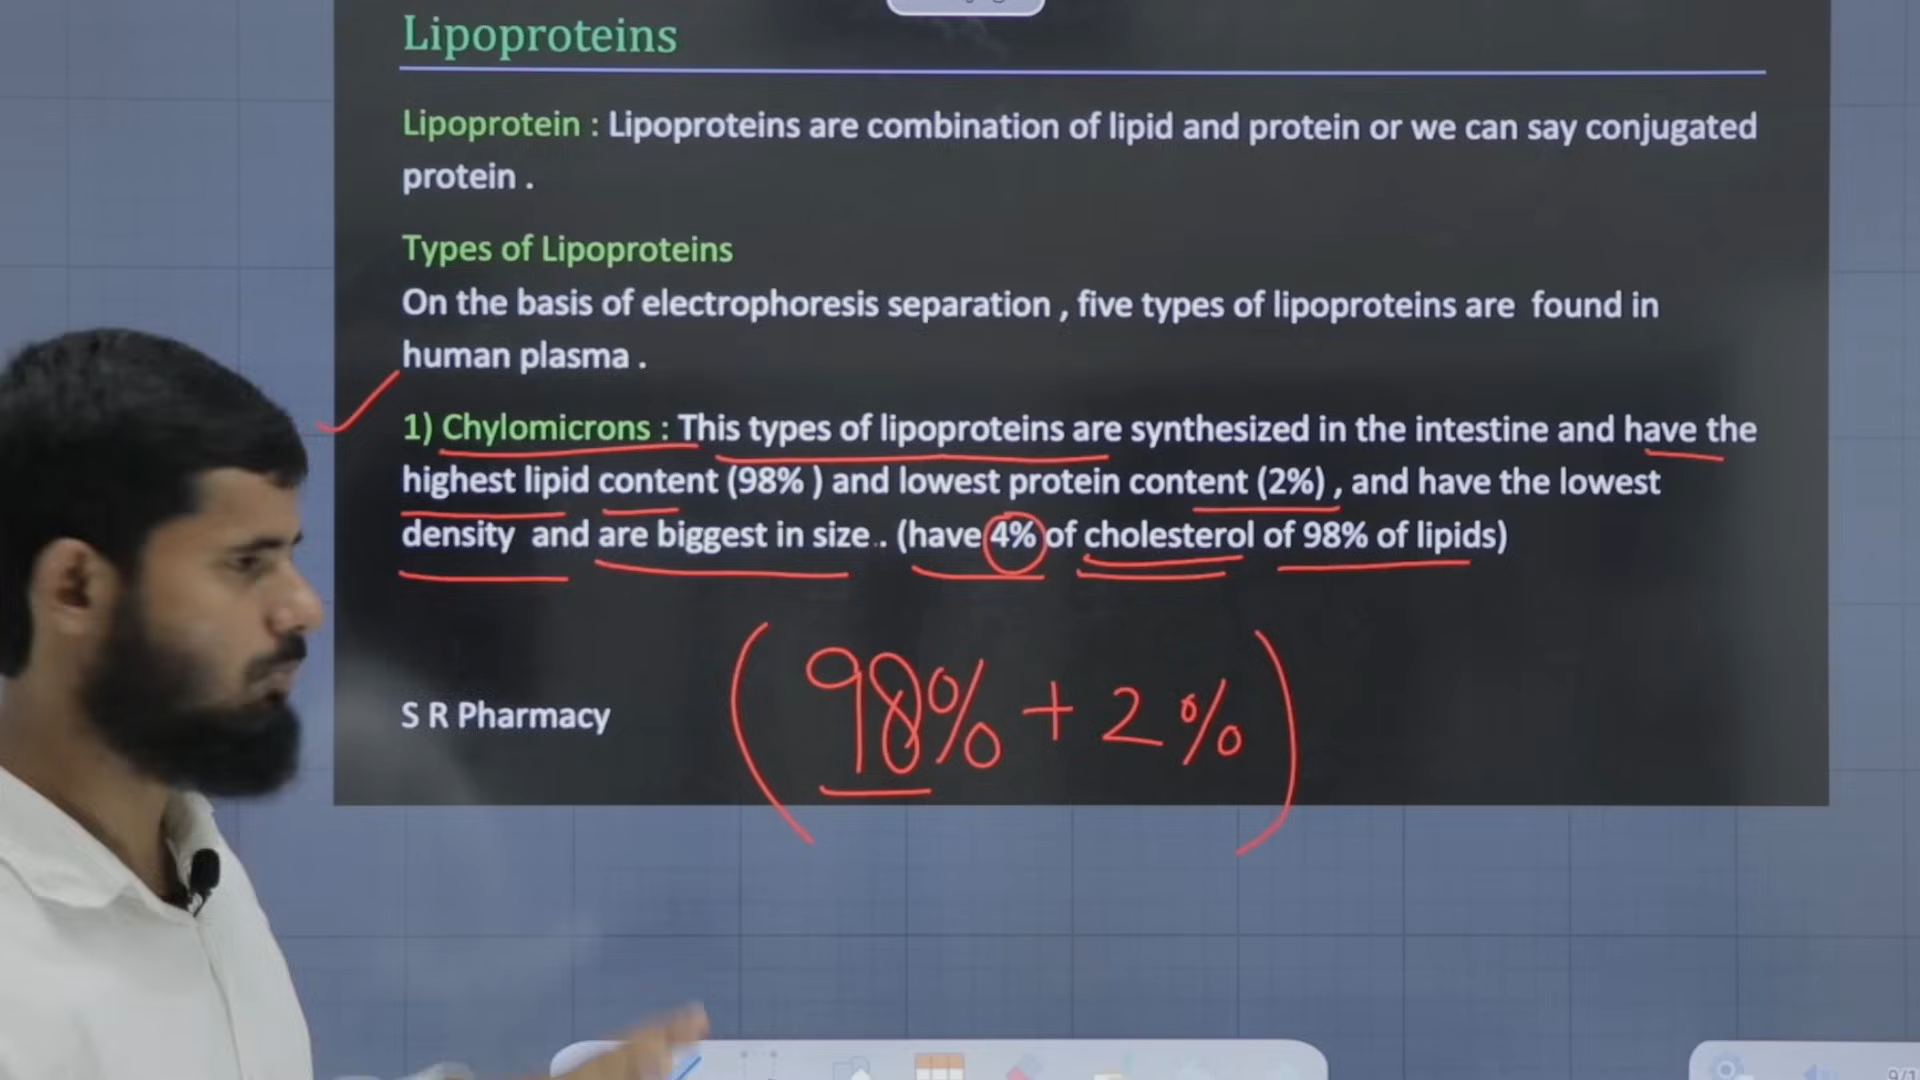 Lipoproteins
Lipoprotein : Lipoproteins are combination of lipid and protein or we can say conjugated
protein .
Types of Lipoproteins
On the basis of electrophoresis separation , five types of lipoproteins are found in
human plasma .
1) Chylomicrons : This types of lipoproteins are synthesized in the intestine and have the
highest lipid content (98% ) and lowest protein content (2%) , and have the lowest
density and are biggest in size . . (have 4% of cholesterol of 98% of lipids)
(98% + 2%)
S R Pharmacy